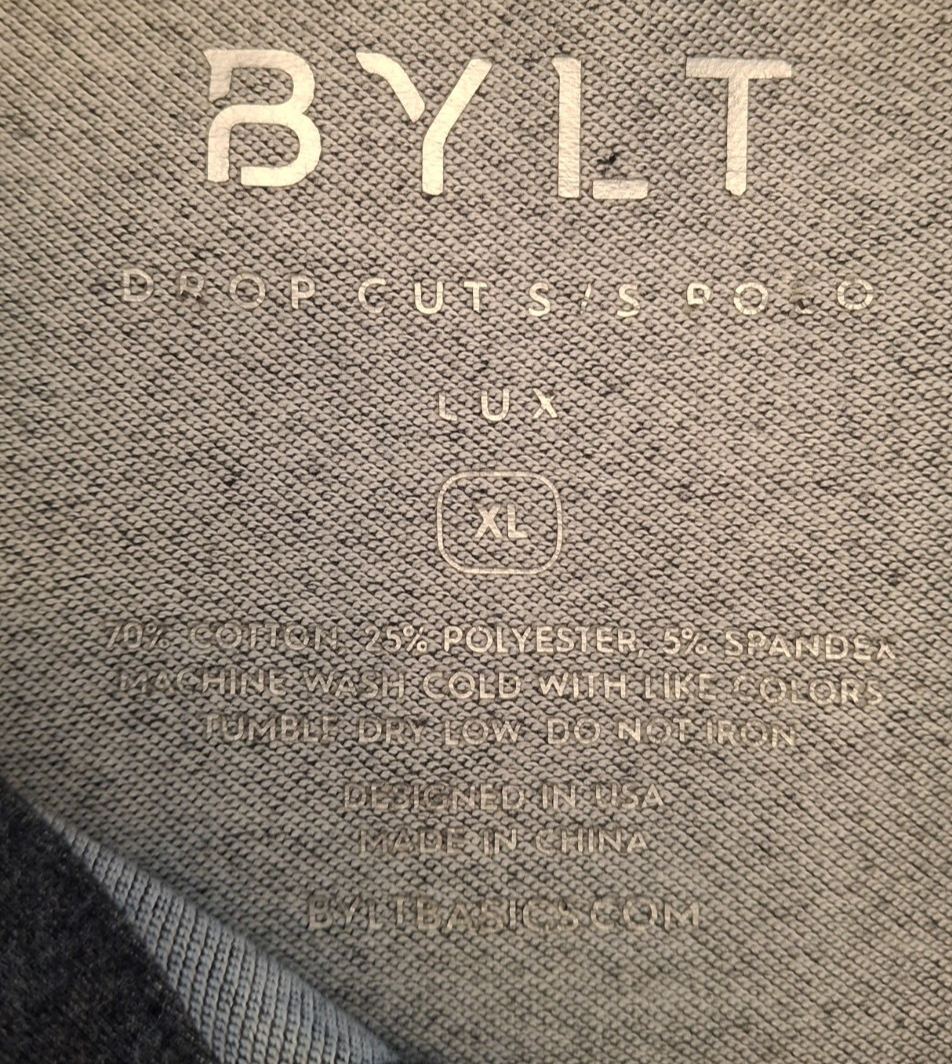 BYLT
DROP CUT S/S POLO
LUX
XL
70% COTTON, 25% POLYESTER, 5% SPANDEX
MACHINE WASH COLD WITH LIKE COLORS
TUMBLE DRY LOW DO NOT IRON
DESIGNED IN USA
MADE IN CHINA
BYLTBASICS.COM